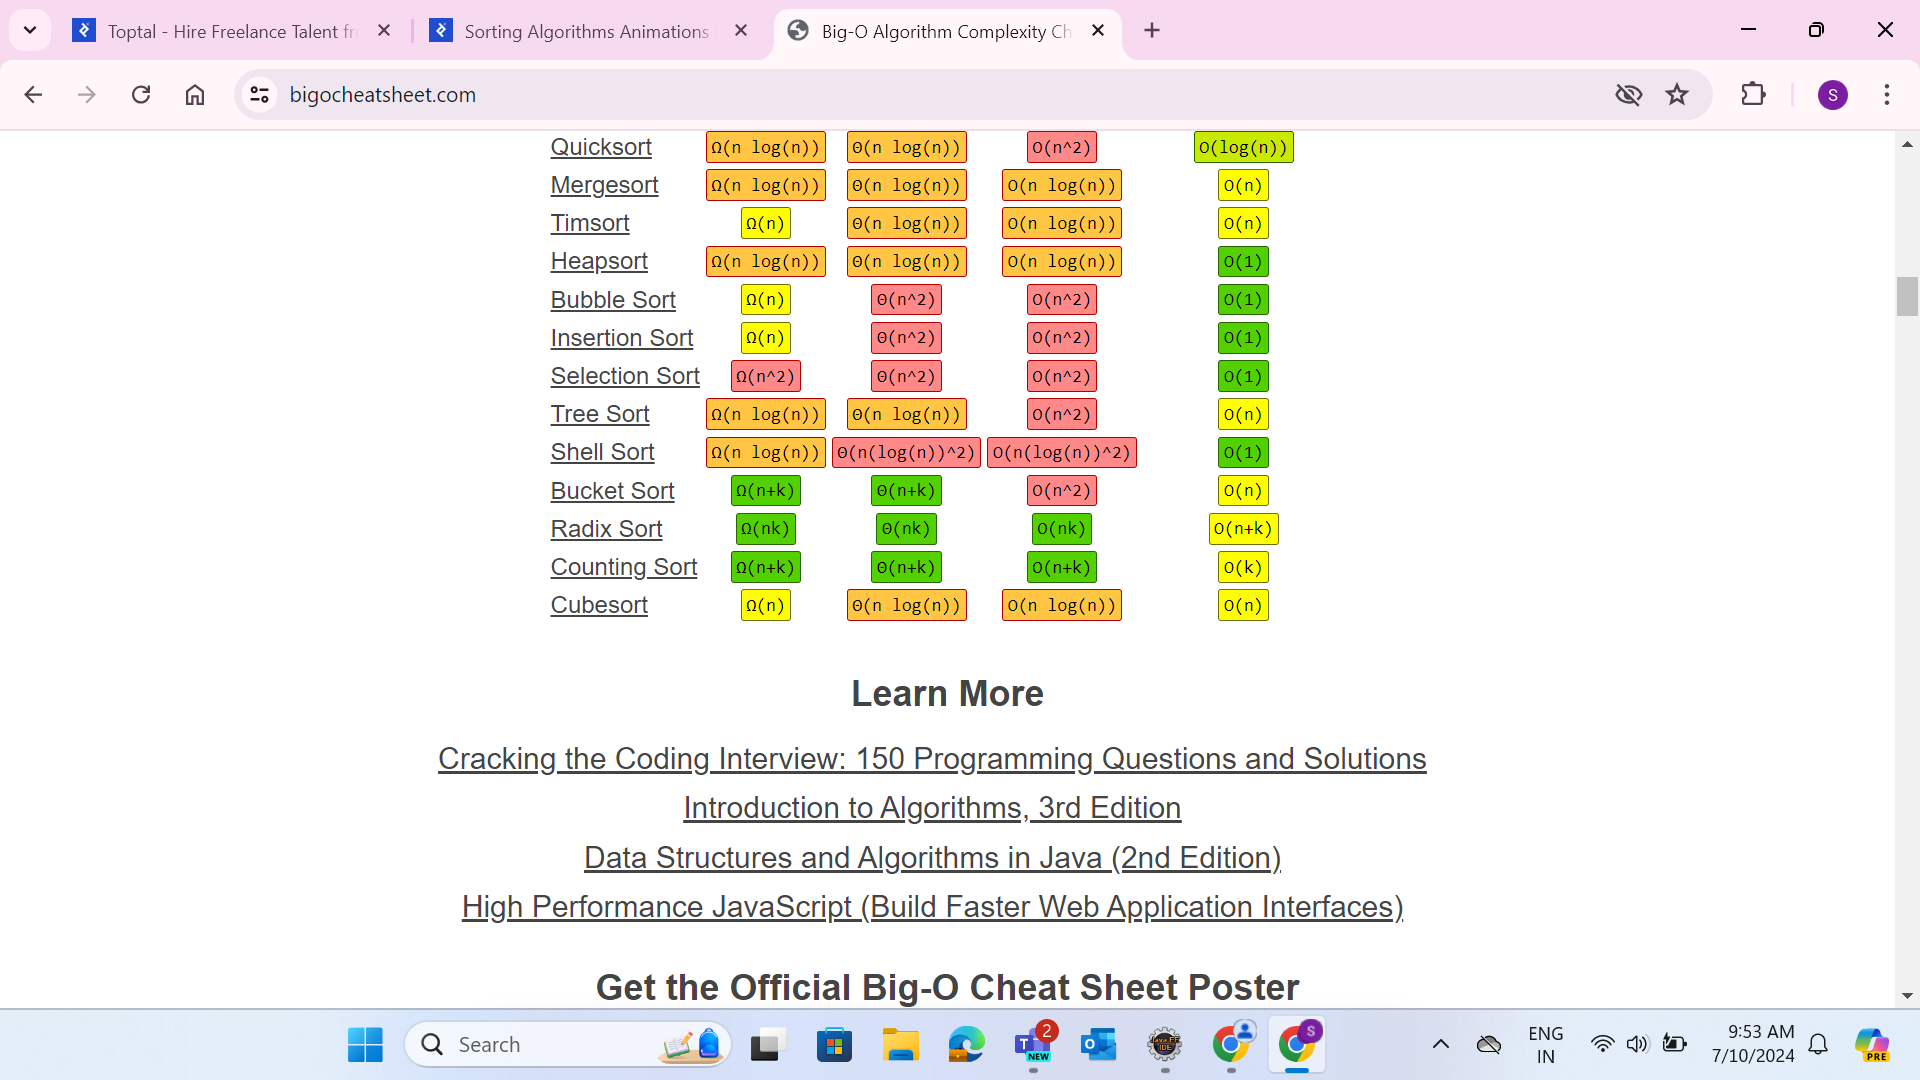 Toptal - Hire Freelance Talent fr
Sorting Algorithms Animations
Big-O Algorithm Complexity Ch
bigocheatsheet.com
S
Quicksort Ω(n log(n)) Θ(n log(n)) O(n^2) O(log(n))
Mergesort Ω(n log(n)) Θ(n log(n)) O(n log(n)) O(n)
Timsort Ω(n) Θ(n log(n)) O(n log(n)) O(n)
Heapsort Ω(n log(n)) Θ(n log(n)) O(n log(n)) O(1)
Bubble Sort Ω(n) Θ(n^2) O(n^2) O(1)
Insertion Sort Ω(n) Θ(n^2) O(n^2) O(1)
Selection Sort Ω(n^2) Θ(n^2) O(n^2) O(1)
Tree Sort Ω(n log(n)) Θ(n log(n)) O(n^2) O(n)
Shell Sort Ω(n log(n)) Θ(n(log(n))^2) O(n(log(n))^2) O(1)
Bucket Sort Ω(n+k) Θ(n+k) O(n^2) O(n)
Radix Sort Ω(nk) Θ(nk) O(nk) O(n+k)
Counting Sort Ω(n+k) Θ(n+k) O(n+k) O(k)
Cubesort Ω(n) Θ(n log(n)) O(n log(n)) O(n)
Learn More
Cracking the Coding Interview: 150 Programming Questions and Solutions
Introduction to Algorithms, 3rd Edition
Data Structures and Algorithms in Java (2nd Edition)
High Performance JavaScript (Build Faster Web Application Interfaces)
Get the Official Big-O Cheat Sheet Poster
Search
T
2
NEW
Java EE
IDE
S
ENG
IN
9:53 AM
7/10/2024
PRE